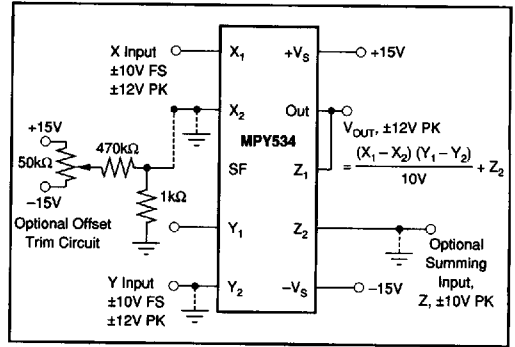 X Input
±10V FS
±12V PK
X1
+VS
+15V
X2
Out
+15V
470kΩ
MPY534
VOUT, ±12V PK
= (X1 – X2) (Y1 – Y2) / 10V + Z2
50kΩ
SF
Z1
–15V
1kΩ
Optional Offset
Trim Circuit
Y1
Z2
Optional
Summing
Input,
Z, ±10V PK
Y Input
±10V FS
±12V PK
Y2
–VS
–15V